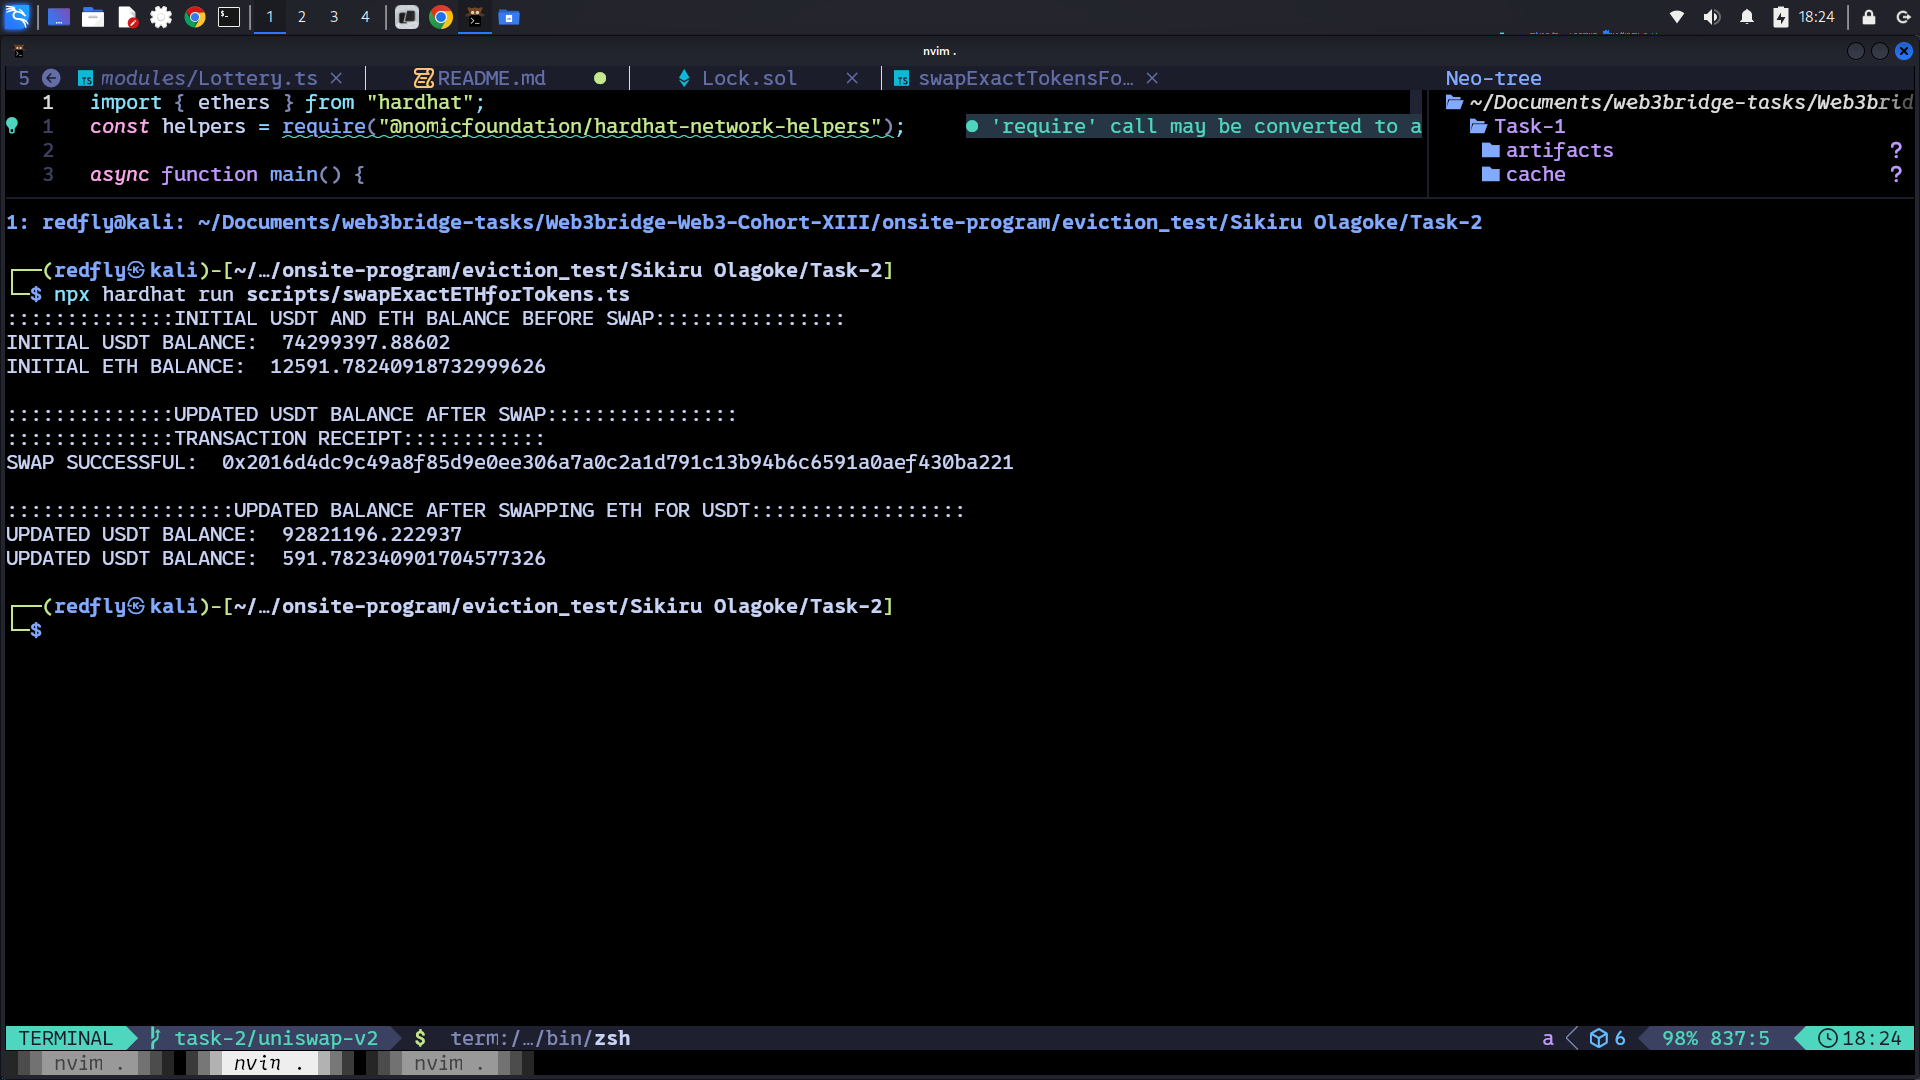 1 2 3 4 18:24
nvim .
5 modules/Lottery.ts README.md Lock.sol swapExactTokensFo… Neo-tree
1 import { ethers } from "hardhat"; ~/Documents/web3bridge-tasks/Web3brid
1 const helpers = require("@nomicfoundation/hardhat-network-helpers"); 'require' call may be converted to a Task-1
2 artifacts ?
3 async function main() { cache ?
1: redfly@kali: ~/Documents/web3bridge-tasks/Web3bridge-Web3-Cohort-XIII/onsite-program/eviction_test/Sikiru Olagoke/Task-2
┌──(redfly㉿kali)-[~/…/onsite-program/eviction_test/Sikiru Olagoke/Task-2]
└─$ npx hardhat run scripts/swapExactETHforTokens.ts
::::::::::::::INITIAL USDT AND ETH BALANCE BEFORE SWAP::::::::::::::::
INITIAL USDT BALANCE:  74299397.88602
INITIAL ETH BALANCE:  12591.78240918732999626
::::::::::::::UPDATED USDT BALANCE AFTER SWAP::::::::::::::::
::::::::::::::TRANSACTION RECEIPT::::::::::::
SWAP SUCCESSFUL:  0x2016d4dc9c49a8f85d9e0ee306a7a0c2a1d791c13b94b6c6591a0aef430ba221
:::::::::::::::::::UPDATED BALANCE AFTER SWAPPING ETH FOR USDT::::::::::::::::::
UPDATED USDT BALANCE:  92821196.222937
UPDATED USDT BALANCE:  591.782340901704577326
┌──(redfly㉿kali)-[~/…/onsite-program/eviction_test/Sikiru Olagoke/Task-2]
└─$
TERMINAL task-2/uniswap-v2 $ term:/…/bin/zsh a 6 98% 837:5 18:24
nvim . nvin . nvim .